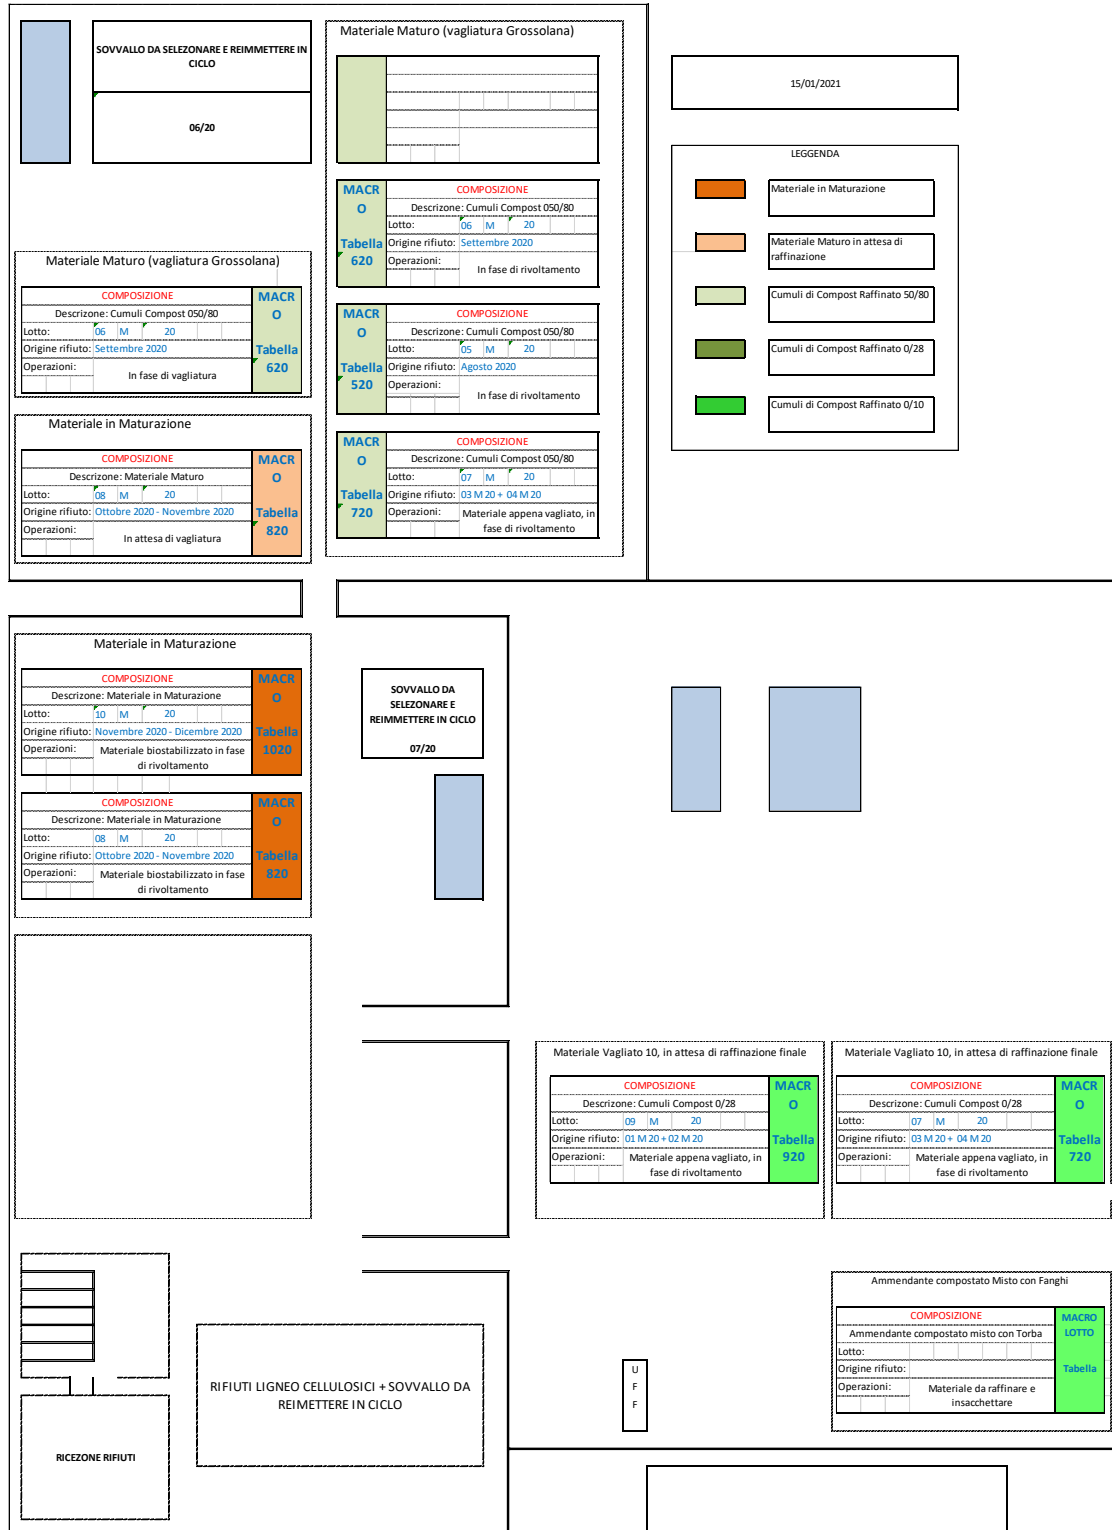 SOVVALLO DA SELEZONARE E REIMMETTERE IN
CICLO
06/20
Materiale Maturo (vagliatura Grossolana)
15/01/2021
LEGGENDA
Materiale in Maturazione
Materiale Maturo in attesa di
raffinazione
Cumuli di Compost Raffinato 50/80
Cumuli di Compost Raffinato 0/28
Cumuli di Compost Raffinato 0/10
MACR
O
Tabella
620
COMPOSIZIONE
Descrizone: Cumuli Compost 050/80
Lotto: 06 M 20
Origine rifiuto: Settembre 2020
Operazioni:
In fase di rivoltamento
MACR
O
Tabella
520
COMPOSIZIONE
Descrizone: Cumuli Compost 050/80
Lotto: 05 M 20
Origine rifiuto: Agosto 2020
Operazioni:
In fase di rivoltamento
MACR
O
Tabella
720
COMPOSIZIONE
Descrizone: Cumuli Compost 050/80
Lotto: 07 M 20
Origine rifiuto: 03 M 20 + 04 M 20
Operazioni: Materiale appena vagliato, in
fase di rivoltamento
Materiale Maturo (vagliatura Grossolana)
COMPOSIZIONE
Descrizone: Cumuli Compost 050/80
Lotto: 06 M 20
Origine rifiuto: Settembre 2020
Operazioni:
In fase di vagliatura
MACR
O
Tabella
620
Materiale in Maturazione
COMPOSIZIONE
Descrizone: Materiale Maturo
Lotto: 08 M 20
Origine rifiuto: Ottobre 2020 - Novembre 2020
Operazioni:
In attesa di vagliatura
MACR
O
Tabella
820
Materiale in Maturazione
COMPOSIZIONE
Descrizone: Materiale in Maturazione
Lotto: 10 M 20
Origine rifiuto: Novembre 2020 - Dicembre 2020
Operazioni: Materiale biostabilizzato in fase
di rivoltamento
MACR
O
Tabella
1020
COMPOSIZIONE
Descrizone: Materiale in Maturazione
Lotto: 08 M 20
Origine rifiuto: Ottobre 2020 - Novembre 2020
Operazioni: Materiale biostabilizzato in fase
di rivoltamento
MACR
O
Tabella
820
SOVVALLO DA
SELEZONARE E
REIMMETTERE IN CICLO
07/20
Materiale Vagliato 10, in attesa di raffinazione finale
COMPOSIZIONE
Descrizone: Cumuli Compost 0/28
Lotto: 09 M 20
Origine rifiuto: 01 M 20 + 02 M 20
Operazioni: Materiale appena vagliato, in
fase di rivoltamento
MACR
O
Tabella
920
Materiale Vagliato 10, in attesa di raffinazione finale
COMPOSIZIONE
Descrizone: Cumuli Compost 0/28
Lotto: 07 M 20
Origine rifiuto: 03 M 20 + 04 M 20
Operazioni: Materiale appena vagliato, in
fase di rivoltamento
MACR
O
Tabella
720
Ammendante compostato Misto con Fanghi
COMPOSIZIONE
Ammendante compostato misto con Torba
Lotto:
Origine rifiuto:
Operazioni: Materiale da raffinare e
insacchettare
MACRO
LOTTO
Tabella
U
F
F
RIFIUTI LIGNEO CELLULOSICI + SOVVALLO DA
REIMETTERE IN CICLO
RICEZONE RIFIUTI